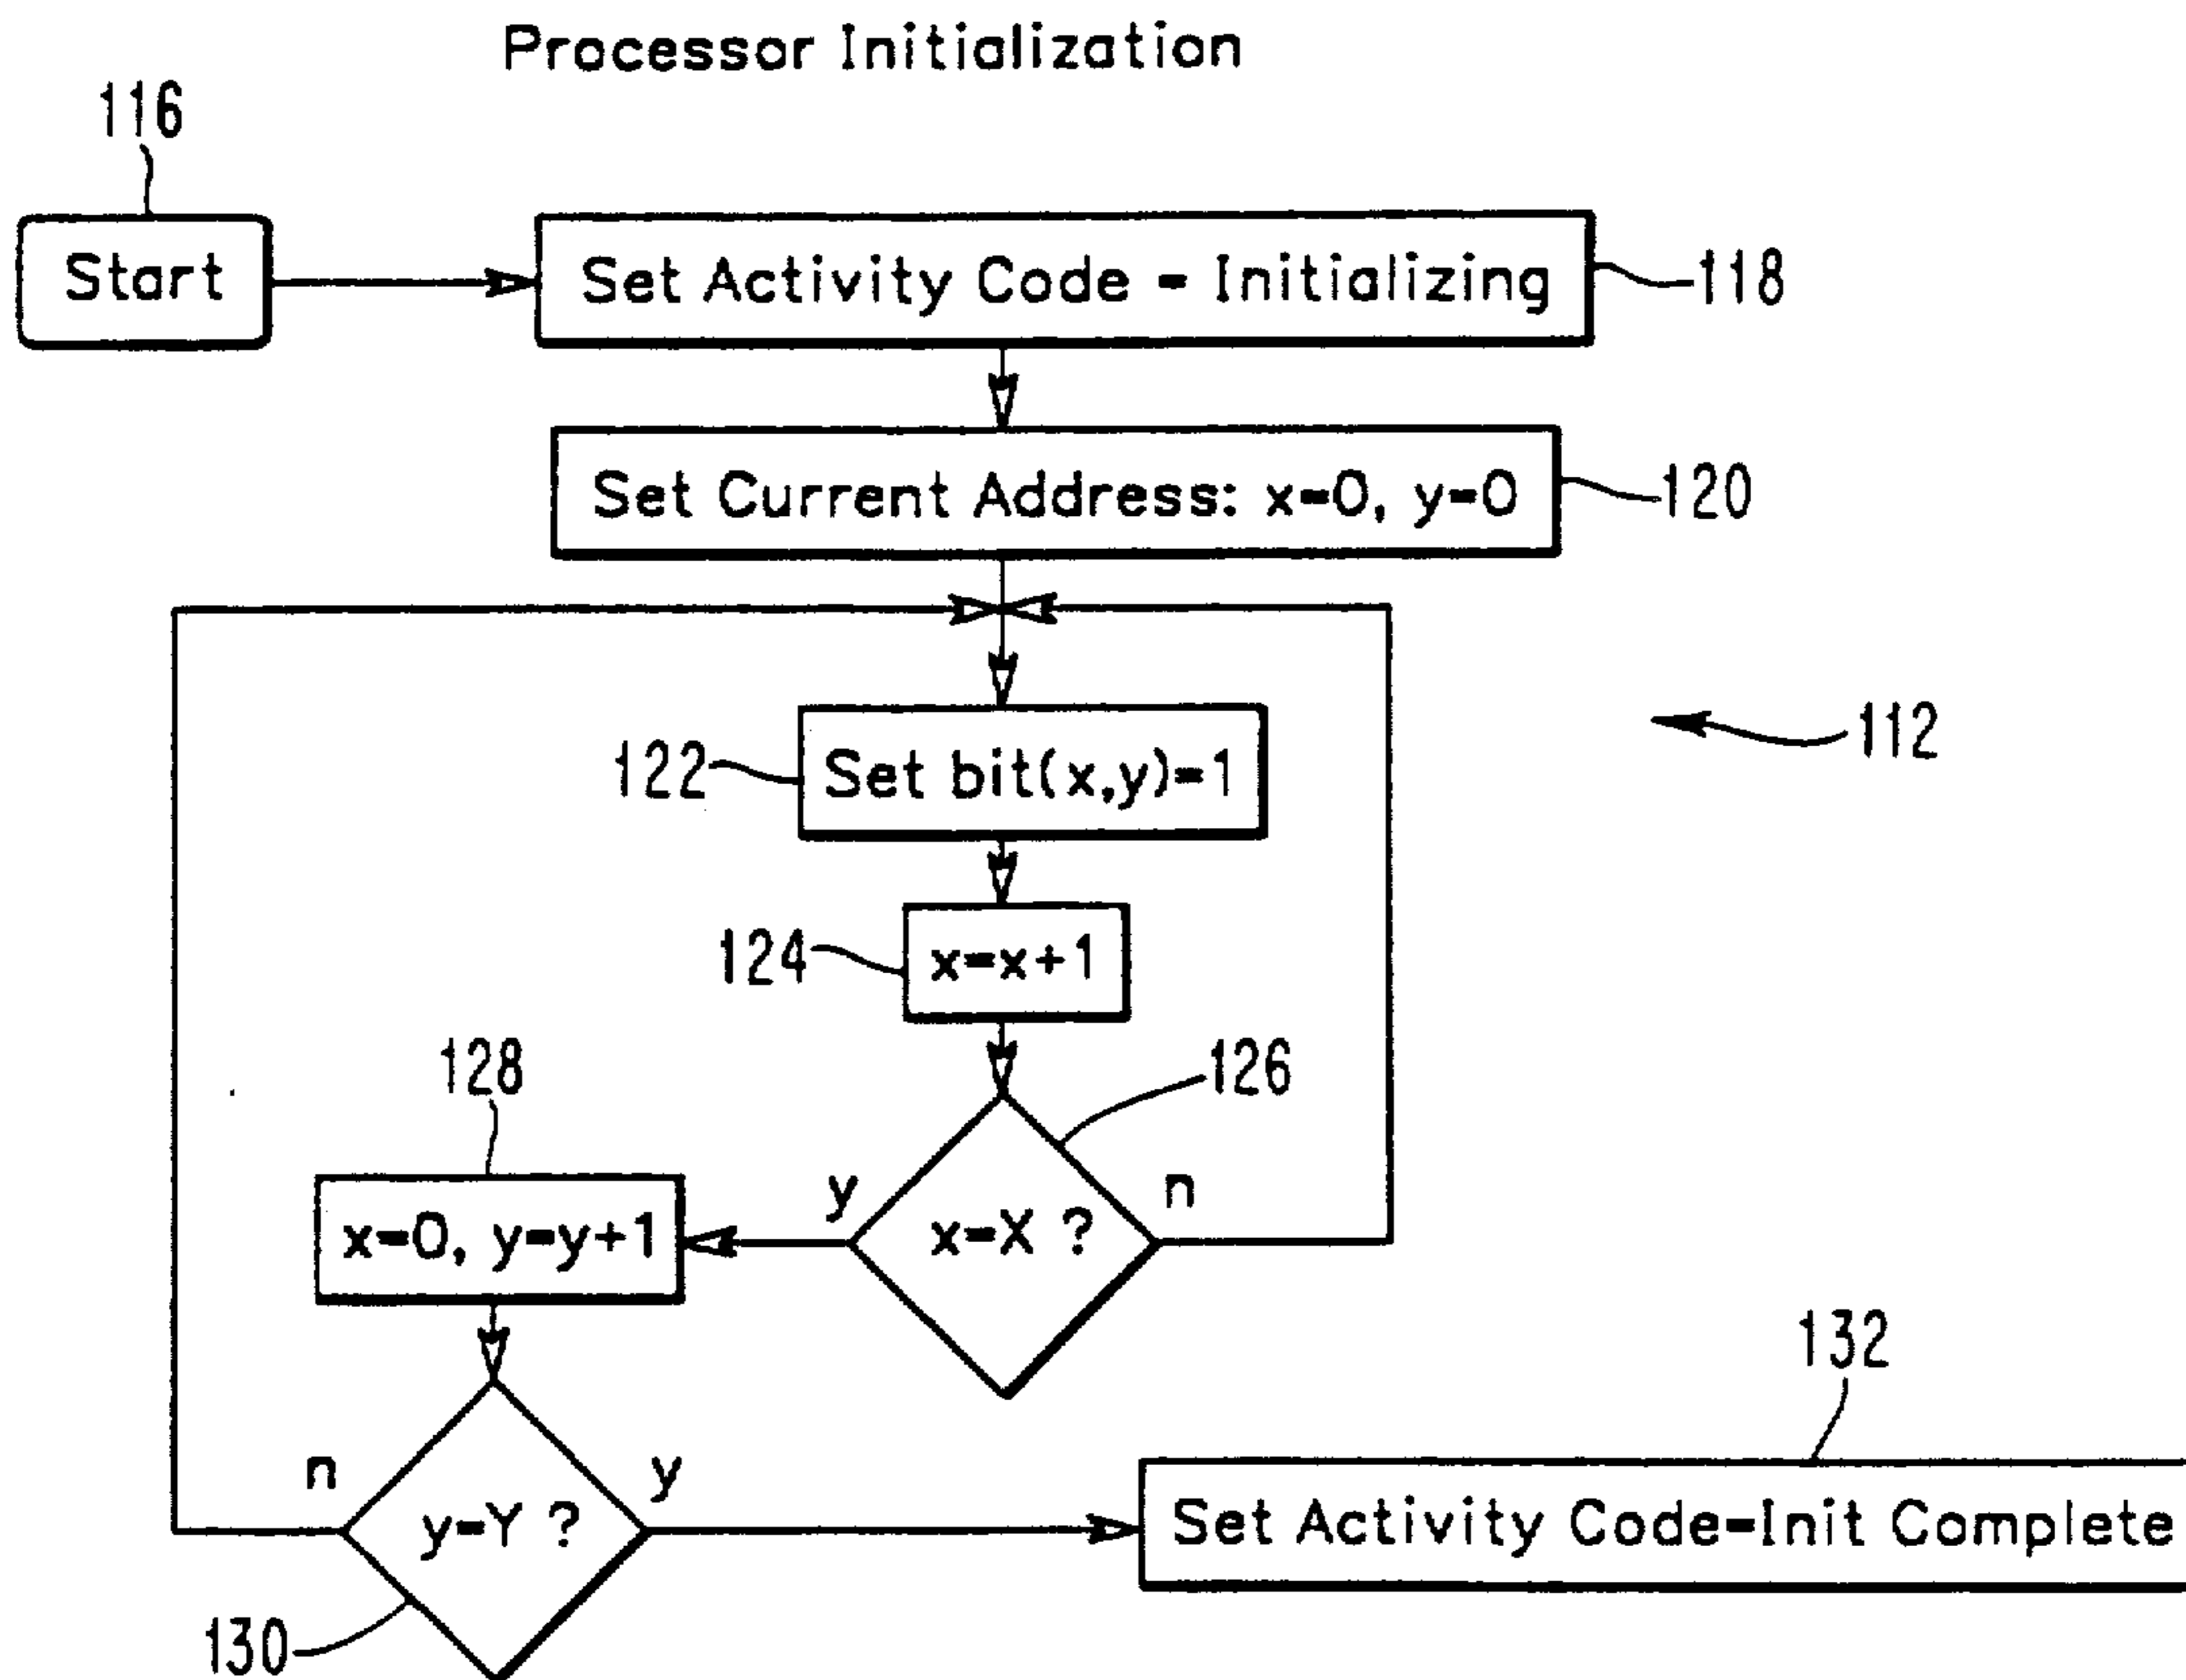 Processor Initialization
116
Start
Set Activity Code = Initializing
118
Set Current Address: x=0, y=0
120
122
Set bit(x,y)=1
112
124
x=x+1
128
126
x=0, y=y+1
y
x=X ?
n
132
n
y=Y ?
y
Set Activity Code=Init Complete
130